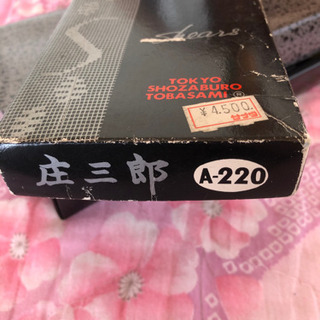 Shears
TOKYO
SHOZABURO
TOBASAMI®
¥4,500
庄三郎
A-220